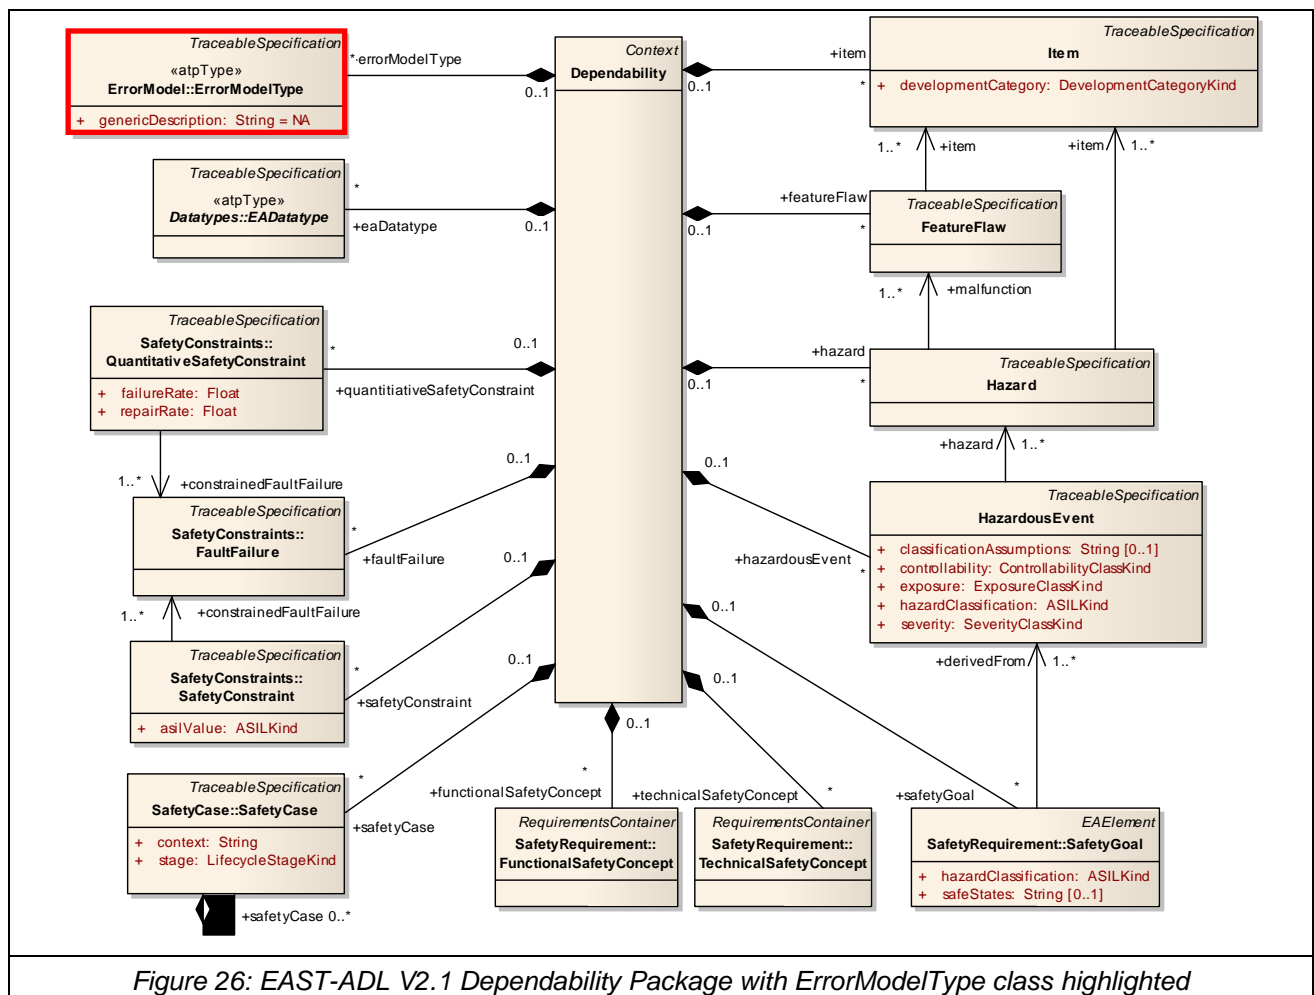 TraceableSpecification
«atpType»
ErrorModel::ErrorModelType
+ genericDescription: String = NA
*
+errorModelType
0..1
Context
Dependability
+item
0..1
*
TraceableSpecification
Item
+ developmentCategory: DevelopmentCategoryKind
1..*
+item
+item
1..*
TraceableSpecification
«atpType»
Datatypes::EADatatype
*
+eaDatatype
0..1
+featureFlaw
0..1
*
TraceableSpecification
FeatureFlaw
1..*
+malfunction
TraceableSpecification
SafetyConstraints::
QuantitativeSafetyConstraint
+ failureRate: Float
+ repairRate: Float
*
0..1
+quantitiativeSafetyConstraint
+hazard
0..1
*
TraceableSpecification
Hazard
+hazard
1..*
1..*
+constrainedFaultFailure
TraceableSpecification
SafetyConstraints::
FaultFailure
0..1
*
+faultFailure
0..1
+hazardousEvent
*
TraceableSpecification
HazardousEvent
+ classificationAssumptions: String [0..1]
+ controllability: ControllabilityClassKind
+ exposure: ExposureClassKind
+ hazardClassification: ASILKind
+ severity: SeverityClassKind
1..*
+constrainedFaultFailure
0..1
TraceableSpecification
SafetyConstraints::
SafetyConstraint
+ asilValue: ASILKind
*
+safetyConstraint
0..1
0..1
0..1
0..1
+derivedFrom
1..*
TraceableSpecification
SafetyCase::SafetyCase
+ context: String
+ stage: LifecycleStageKind
*
+safetyCase
+safetyCase 0..*
*
+functionalSafetyConcept
RequirementsContainer
SafetyRequirement::
FunctionalSafetyConcept
*
+technicalSafetyConcept
RequirementsContainer
SafetyRequirement::
TechnicalSafetyConcept
*
+safetyGoal
EAElement
SafetyRequirement::SafetyGoal
+ hazardClassification: ASILKind
+ safeStates: String [0..1]
Figure 26: EAST-ADL V2.1 Dependability Package with ErrorModelType class highlighted